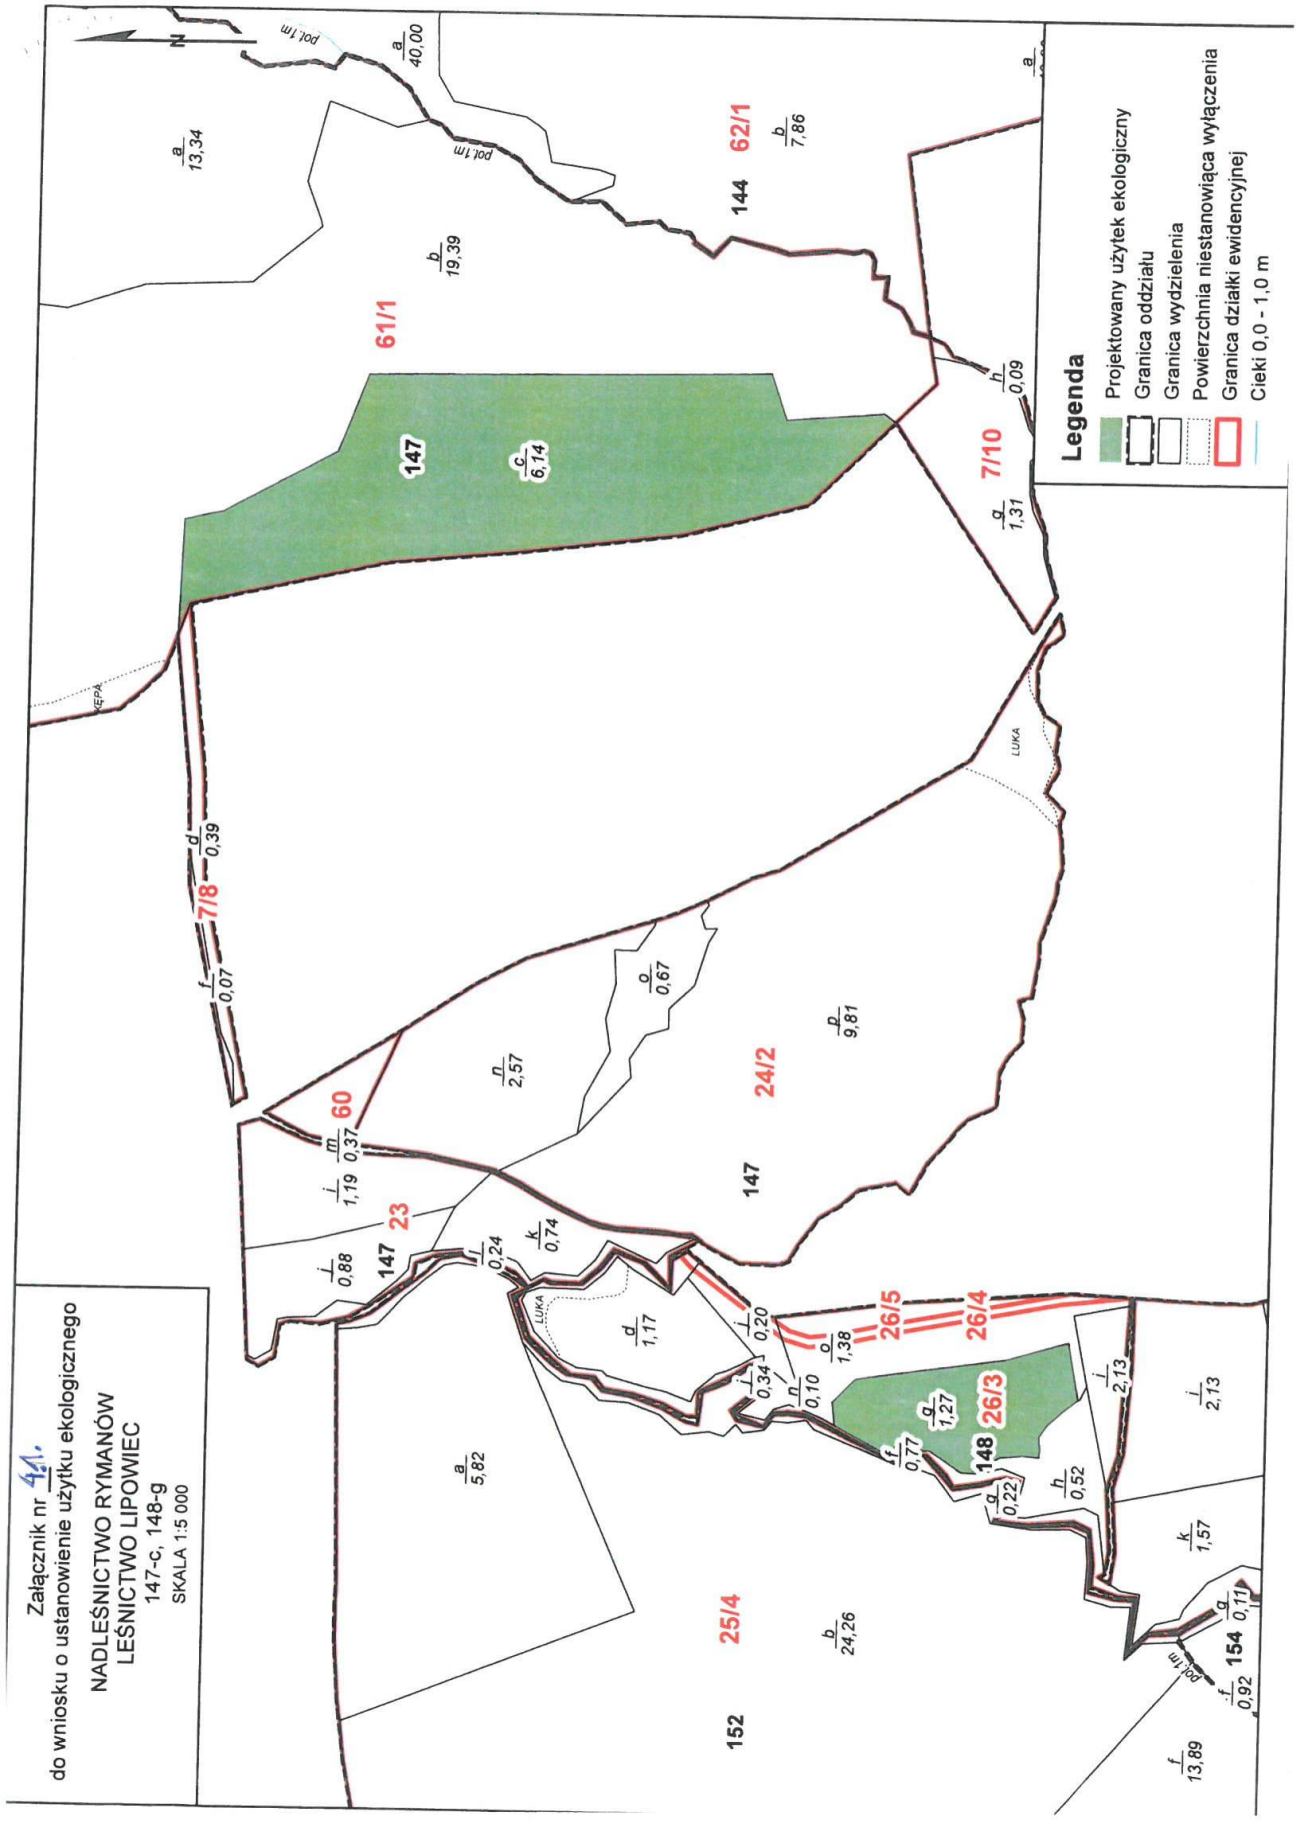 Załącznik nr 4.1.
do wniosku o ustanowienie użytku ekologicznego
NADLEŚNICTWO RYMANÓW
LEŚNICTWO LIPOWIEC
147-c, 148-g
SKALA 1:5 000
N
pot.1m
a
40,00
a
13,34
pot.1m
62/1
b
7,86
144
b
19,39
61/1
147
c
6,14
h
0,09
7/10
g
1,31
KĘPA
LUKA
d
0,39
7/8
f
0,07
o
0,67
p
9,81
n
2,57
24/2
60
m
0,37
147
i
1,19
23
k
0,74
j
0,88
147
l
0,24
LUKA
d
1,17
i
0,20
26/5
26/4
o
1,38
0,34
n
0,10
g
1,27
26/3
148
f
0,77
g
0,22
h
0,52
i
2,13
i
2,13
k
1,57
a
5,82
25/4
b
24,26
152
g
0,11
154
pot.1m
f
0,92
f
13,89
a
Legenda
Projektowany użytek ekologiczny
Granica oddziału
Granica wydzielenia
Powierzchnia niestanowiąca wyłączenia
Granica działki ewidencyjnej
Cieki 0,0 - 1,0 m